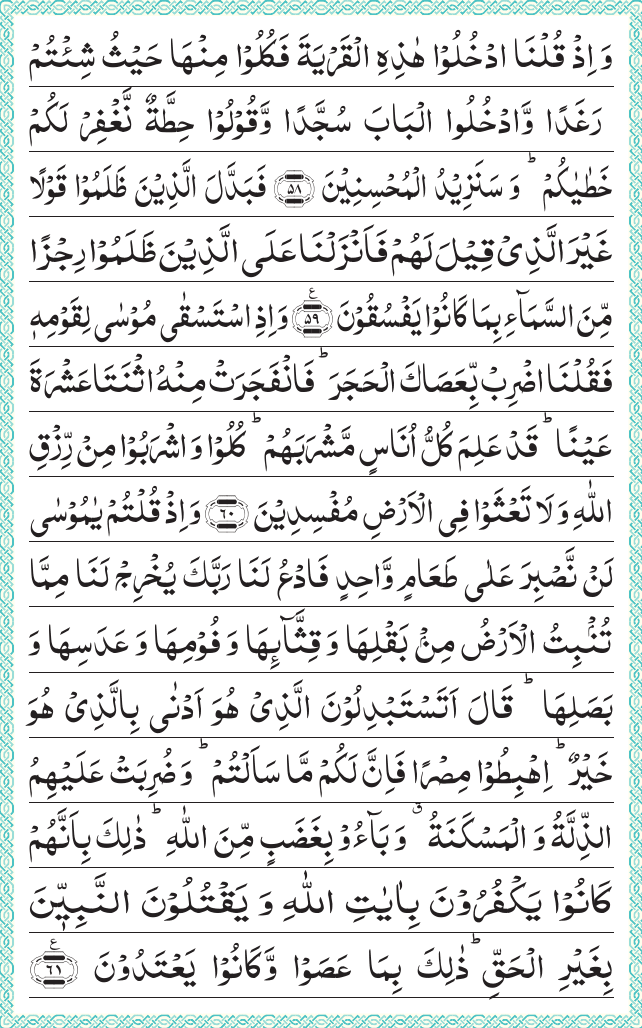 وَ اِذۡ قُلۡنَا ادۡخُلُوۡا هٰذِهِ الۡقَرۡيَةَ فَکُلُوۡا مِنۡهَا حَيۡثُ شِئۡتُمۡ
رَغَدًا وَّادۡخُلُوا الۡبَابَ سُجَّدًا وَّقُوۡلُوۡا حِطَّةٌ نَّغۡفِرۡ لَـكُمۡ
خَطٰيٰكُمۡ‌ؕ وَ سَنَزِيۡدُ الۡمُحۡسِنِيۡنَ ﴿۵۸﴾ فَبَدَّلَ الَّذِيۡنَ ظَلَمُوۡا قَوۡلًا
غَيۡرَ الَّذِىۡ قِيۡلَ لَهُمۡ فَاَنۡزَلۡنَا عَلَى الَّذِيۡنَ ظَلَمُوۡا رِجۡزًا
مِّنَ السَّمَآءِ بِمَا كَانُوۡا يَفۡسُقُوۡنَ ﴿۵۹﴾ ع وَاِذِ اسۡتَسۡقٰى مُوۡسٰى لِقَوۡمِهٖ
فَقُلۡنَا اضۡرِبۡ بِّعَصَاكَ الۡحَجَرَ‌ؕ فَانۡفَجَرَتۡ مِنۡهُ اثۡنَتَا عَشۡرَةَ
عَيۡنًا‌ؕ قَدۡ عَلِمَ کُلُّ اُنَاسٍ مَّشۡرَبَهُمۡ‌ؕ کُلُوۡا وَ اشۡرَبُوۡا مِنۡ رِّزۡقِ
اللّٰهِ وَلَا تَعۡثَوۡا فِى الۡاَرۡضِ مُفۡسِدِيۡنَ ﴿۶۰﴾ وَاِذۡ قُلۡتُمۡ يٰمُوۡسٰى
لَنۡ نَّصۡبِرَ عَلٰى طَعَامٍ وَّاحِدٍ فَادۡعُ لَنَا رَبَّكَ يُخۡرِجۡ لَنَا مِمَّا
تُنۡۢبِتُ الۡاَرۡضُ مِنۡۢ بَقۡلِهَا وَ قِثَّـآئِهَا وَ فُوۡمِهَا وَ عَدَسِهَا وَ
بَصَلِهَا‌ؕ قَالَ اَتَسۡتَبۡدِلُوۡنَ الَّذِىۡ هُوَ اَدۡنٰى بِالَّذِىۡ هُوَ
خَيۡرٌ‌ؕ اِهۡبِطُوۡا مِصۡرًا فَاِنَّ لَکُمۡ مَّا سَاَلۡتُمۡ‌ؕ وَضُرِبَتۡ عَلَيۡهِمُ
الذِّلَّةُ وَ الۡمَسۡکَنَةُ ۗ وَ بَآءُوۡ بِغَضَبٍ مِّنَ اللّٰهِ‌ؕ ذٰلِكَ بِاَنَّهُمۡ
كَانُوۡا يَكۡفُرُوۡنَ بِاٰيٰتِ اللّٰهِ وَ يَقۡتُلُوۡنَ النَّبِيّٖنَ
بِغَيۡرِ الۡحَقِّ‌ؕ ذٰلِكَ بِمَا عَصَوۡا وَّڪَانُوۡا يَعۡتَدُوۡنَ ﴿۶۱﴾ ع